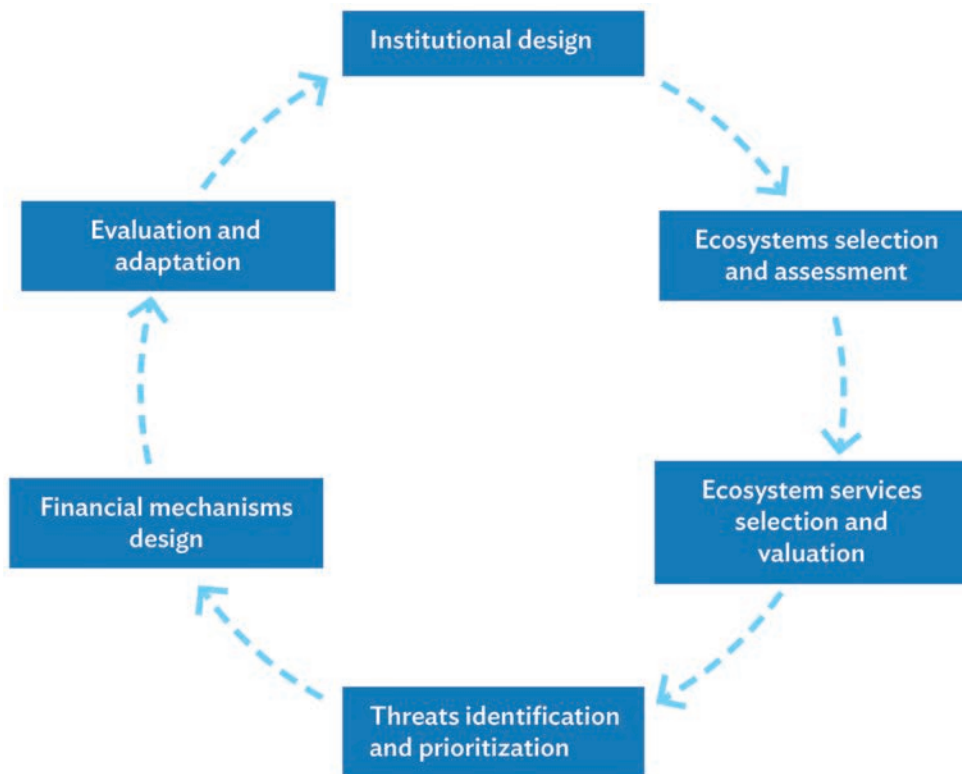 Institutional design
Ecosystems selection
and assessment
Ecosystem services
selection and
valuation
Threats identification
and prioritization
Financial mechanisms
design
Evaluation and
adaptation